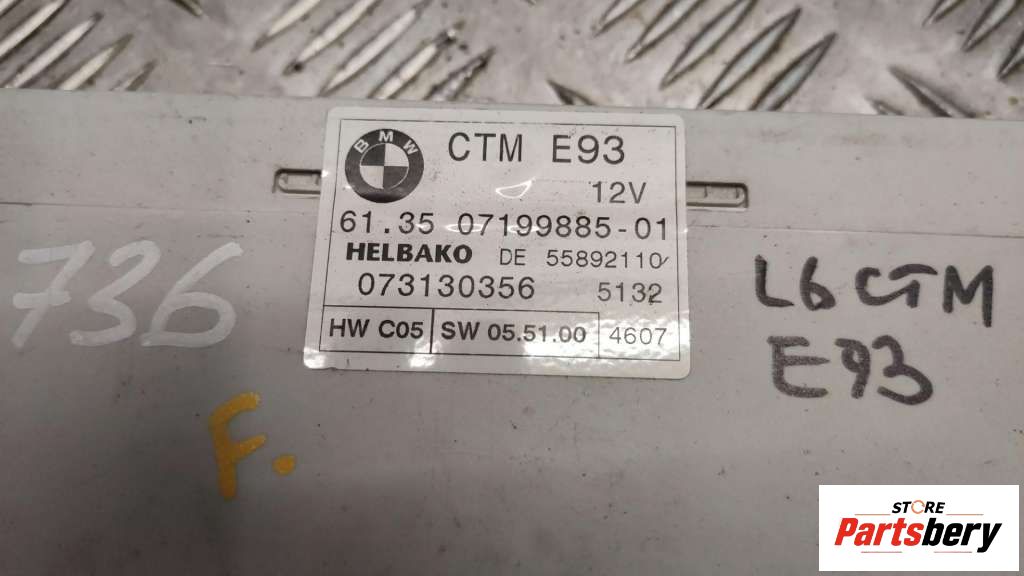 BMW
CTM E93
12V
61.35 07199885-01
HELBAKO DE 55892110/
073130356 5132
HW C05 SW 05.51.00 4607
736
F.
L6 CTM
E93
STORE
Partsbery